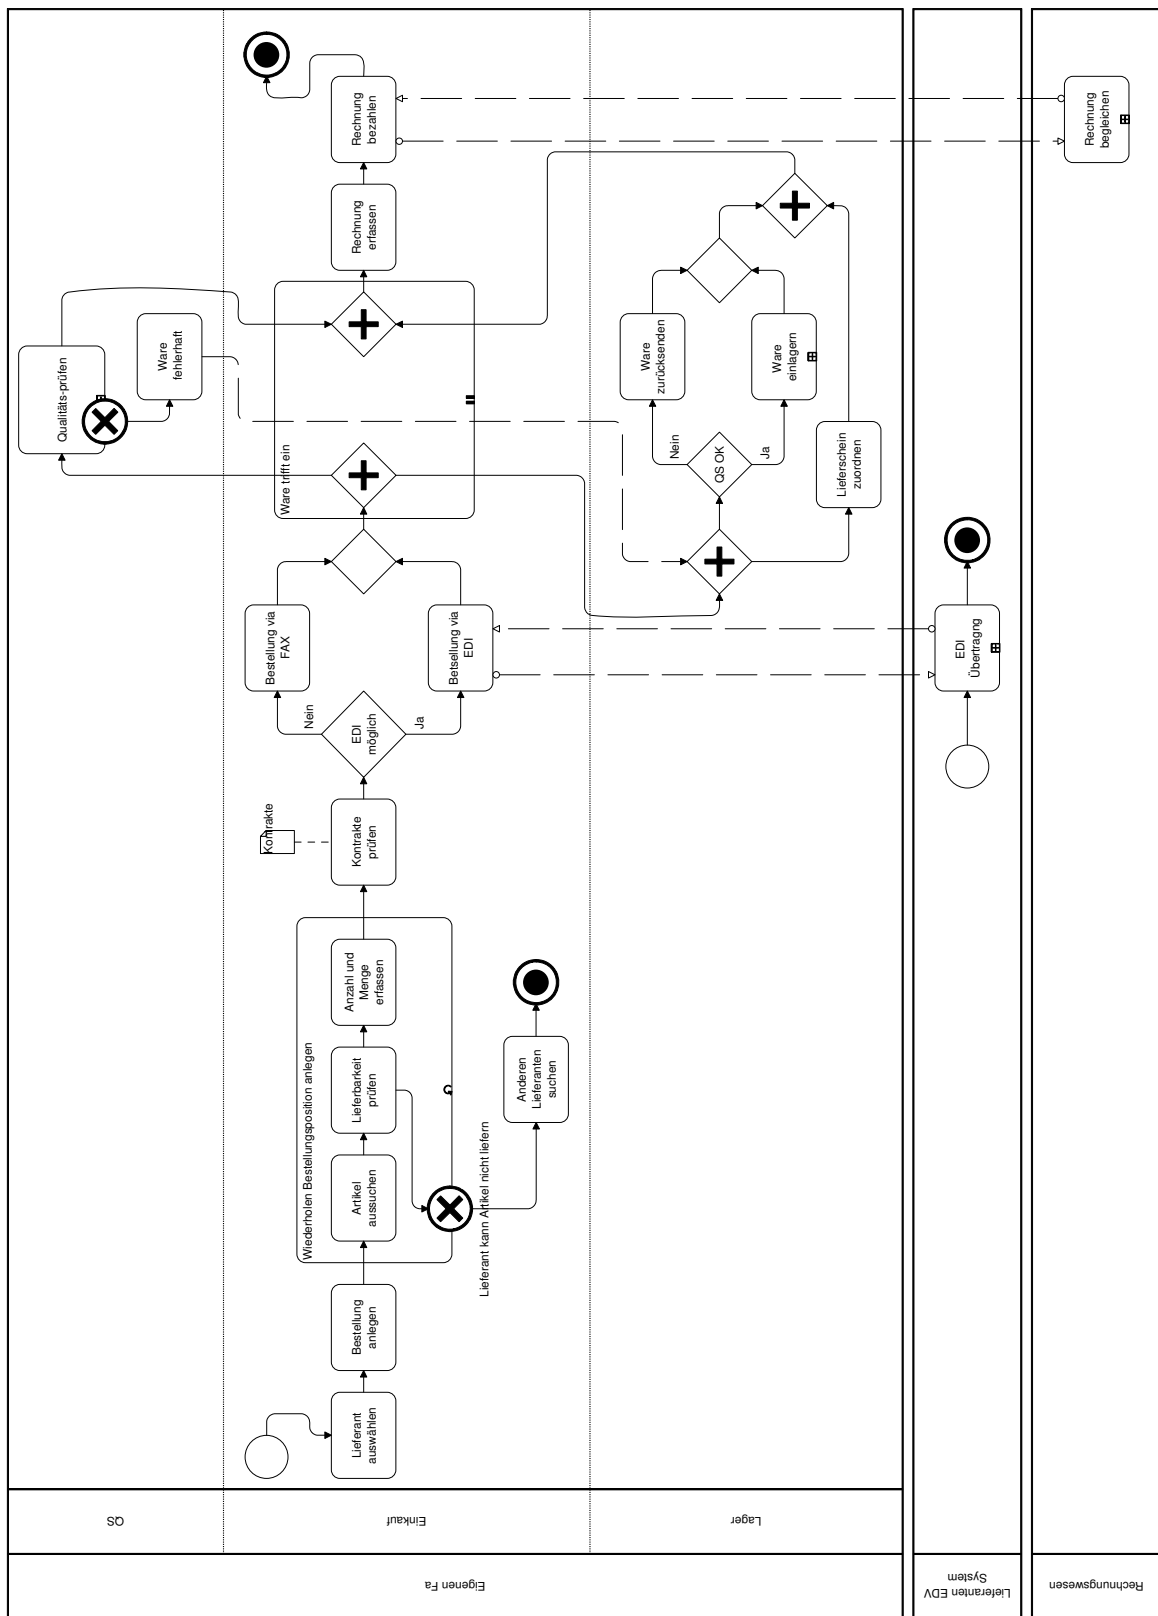 Eigenen Fa
QS
Einkauf
Lager
Lieferanten EDV
System
Rechnungswesen
Lieferant
auswählen
Bestellung
anlegen
Wiederholen Bestellungsposition anlegen
Artikel
aussuchen
Lieferbarkeit
prüfen
Anzahl und
Menge
erfassen
Lieferant kann Artikel nicht liefern
Anderen
Lieferanten
suchen
Kontrakte
Kontrakte
prüfen
EDI
möglich
Nein
Ja
Bestellung via
FAX
Betsellung via
EDI
EDI
Übertragng
Ware trifft ein
Qualitäts-prüfen
Ware
fehlerhaft
QS OK
Nein
Ja
Ware
zurücksenden
Ware
einlagern
Lieferschein
zuordnen
Rechnung
erfassen
Rechnung
bezahlen
Rechnung
begleichen